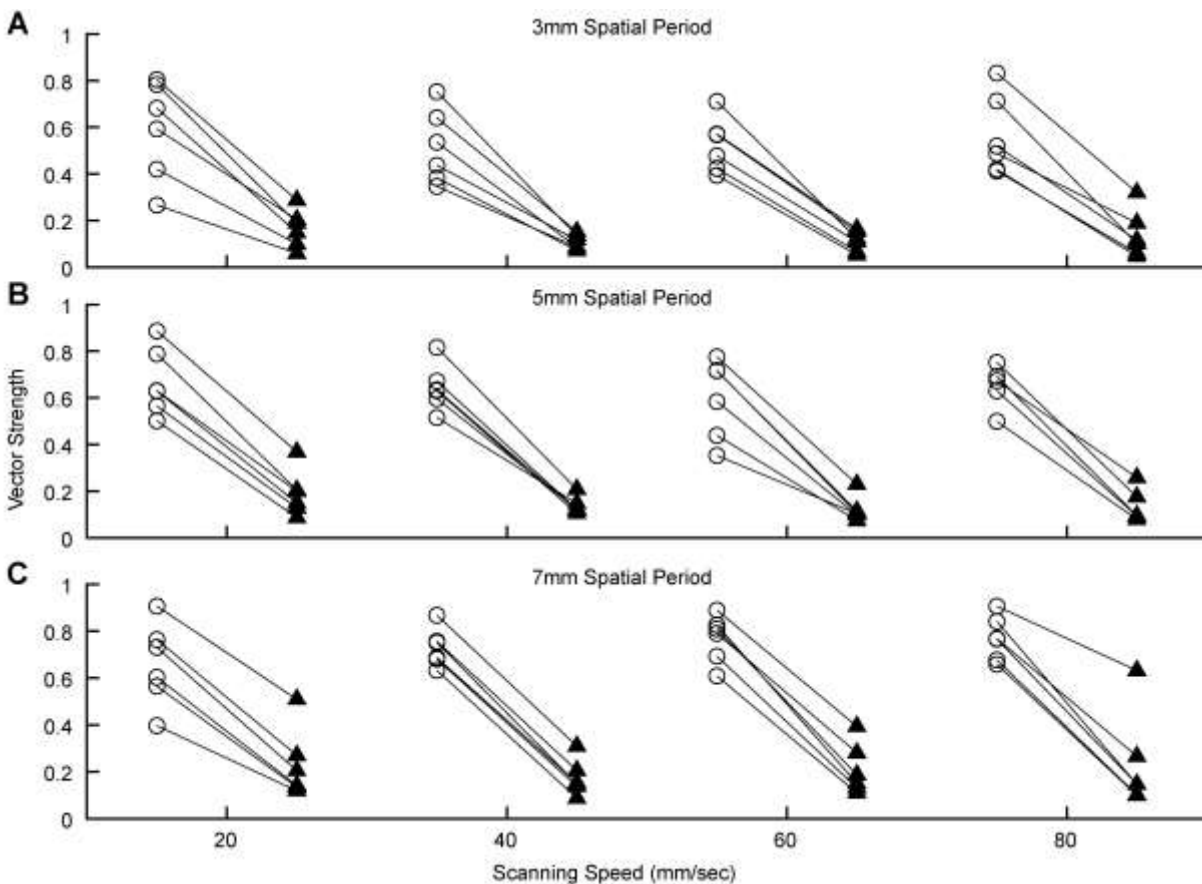 A
3mm Spatial Period
1
0.8
0.6
0.4
0.2
0
B
5mm Spatial Period
1
0.8
0.6
0.4
0.2
0
Vector Strength
C
7mm Spatial Period
1
0.8
0.6
0.4
0.2
0
20 40 60 80
Scanning Speed (mm/sec)